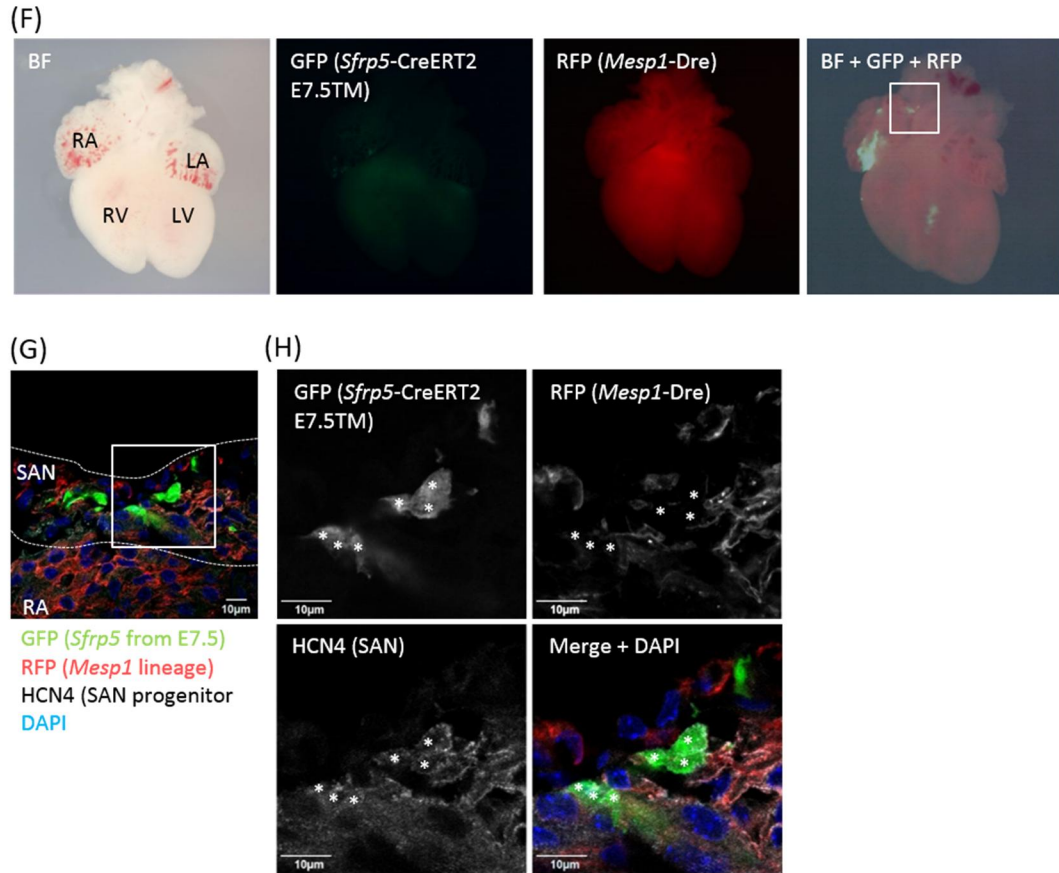 (F)
BF
RA
LA
RV
LV
GFP (Sfrp5-CreERT2
E7.5TM)
RFP (Mesp1-Dre)
BF + GFP + RFP
(G)
SAN
RA
10μm
GFP (Sfrp5 from E7.5)
RFP (Mesp1 lineage)
HCN4 (SAN progenitor
DAPI
(H)
GFP (Sfrp5-CreERT2
E7.5TM)
* * *
* * *
10μm
RFP (Mesp1-Dre)
* * *
* * *
10μm
HCN4 (SAN)
* * *
* * *
10μm
Merge + DAPI
* * *
* * *
10μm